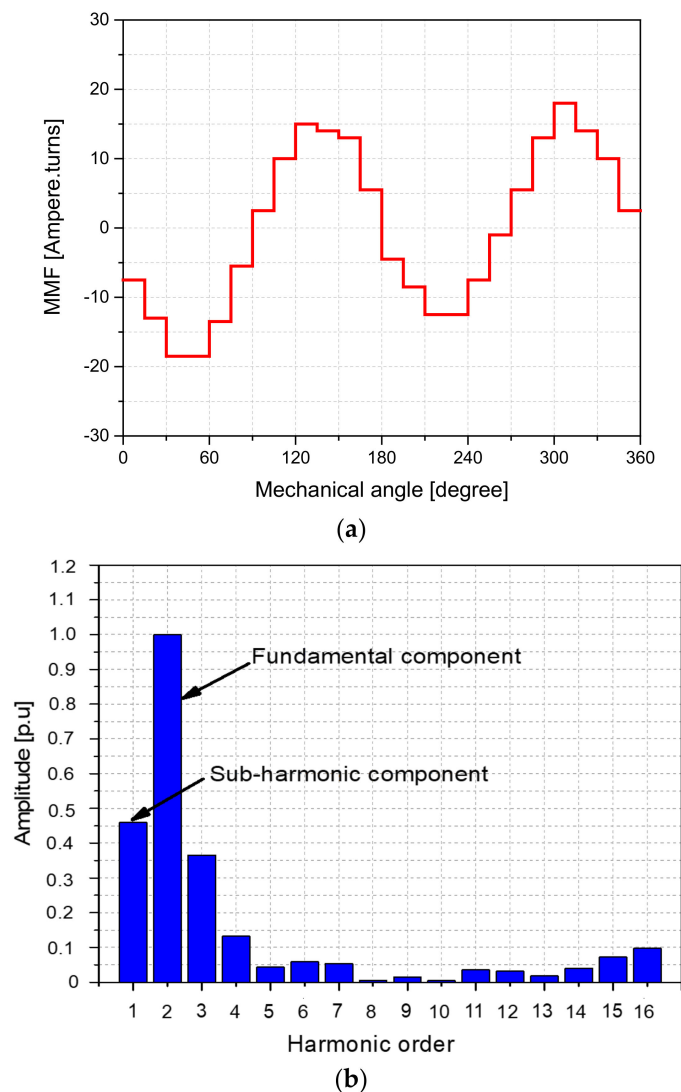 30
20
10
0
-10
-20
-30
MMF [Ampere.turns]
0 60 120 180 240 300 360
Mechanical angle [degree]
(a)
1.2
1.1
1.0
0.9
0.8
0.7
0.6
0.5
0.4
0.3
0.2
0.1
0
Amplitude [p.u]
Fundamental component
Sub-harmonic component
1 2 3 4 5 6 7 8 9 10 11 12 13 14 15 16
Harmonic order
(b)